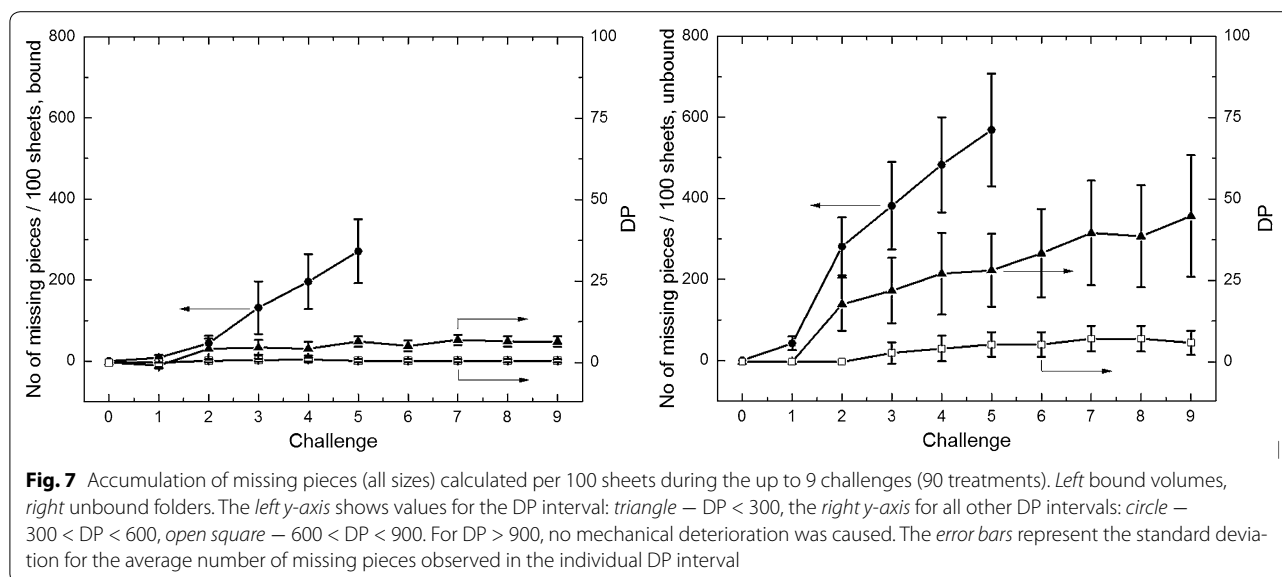 No of missing pieces / 100 sheets, bound
800
600
400
200
0
0 1 2 3 4 5 6 7 8 9
Challenge
100
75
50
25
0
DP
No of missing pieces / 100 sheets, unbound
800
600
400
200
0
0 1 2 3 4 5 6 7 8 9
Challenge
100
75
50
25
0
DP
Fig. 7 Accumulation of missing pieces (all sizes) calculated per 100 sheets during the up to 9 challenges (90 treatments). Left bound volumes,
right unbound folders. The left y-axis shows values for the DP interval: triangle — DP < 300, the right y-axis for all other DP intervals: circle —
300 < DP < 600, open square — 600 < DP < 900. For DP > 900, no mechanical deterioration was caused. The error bars represent the standard devia-
tion for the average number of missing pieces observed in the individual DP interval